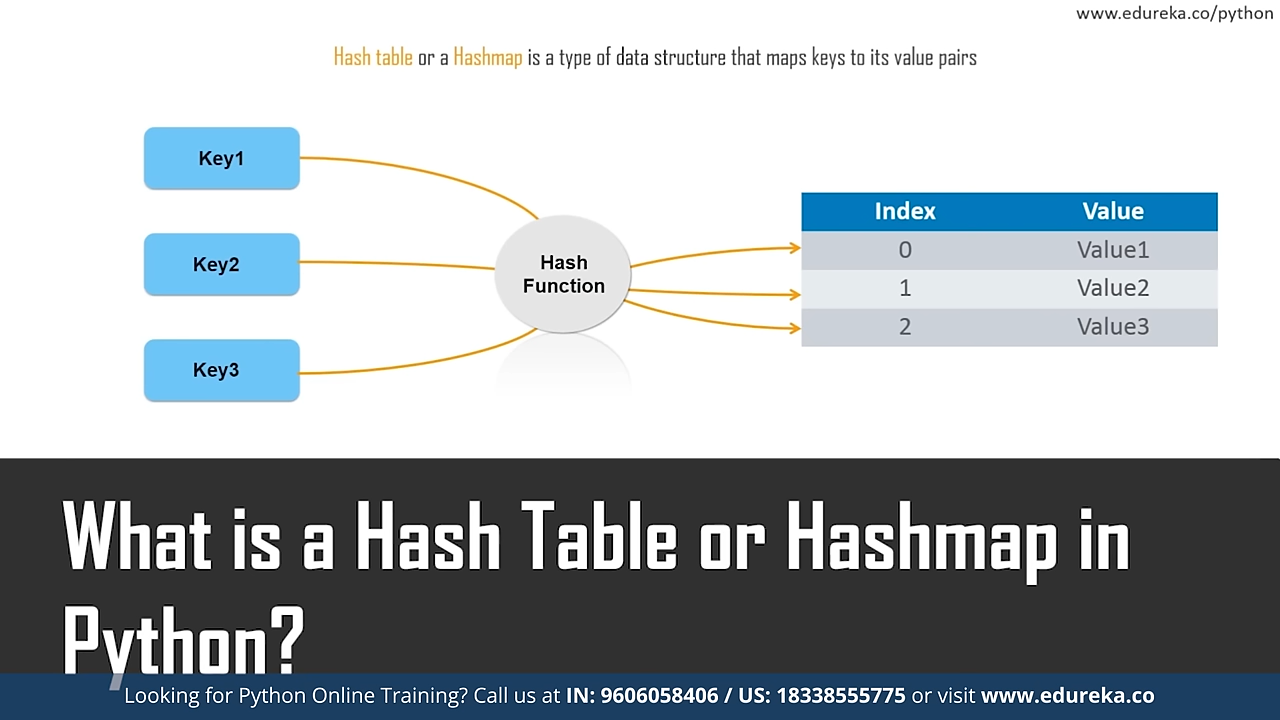 www.edureka.co/python
Hash table or a Hashmap is a type of data structure that maps keys to its value pairs
Key1
Key2
Key3
Hash
Function
Index Value
0 Value1
1 Value2
2 Value3
What is a Hash Table or Hashmap in
Python?
Looking for Python Online Training? Call us at IN: 9606058406 / US: 18338555775 or visit www.edureka.co